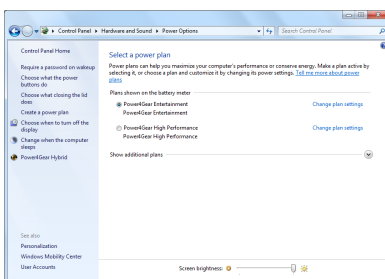 Control Panel ▸ Hardware and Sound ▸ Power Options
Search Control Panel
Control Panel Home
Require a password on wakeup
Choose what the power buttons do
Choose what closing the lid does
Create a power plan
Choose when to turn off the display
Change when the computer sleeps
Power4Gear Hybrid
See also
Personalization
Windows Mobility Center
User Accounts
Select a power plan
Power plans can help you maximize your computer's performance or conserve energy. Make a plan active by
selecting it, or choose a plan and customize it by changing its power settings. Tell me more about power
plans
Plans shown on the battery meter
Power4Gear Entertainment
Change plan settings
Power4Gear Entertainment
Power4Gear High Performance
Change plan settings
Power4Gear High Performance
Show additional plans
Screen brightness: